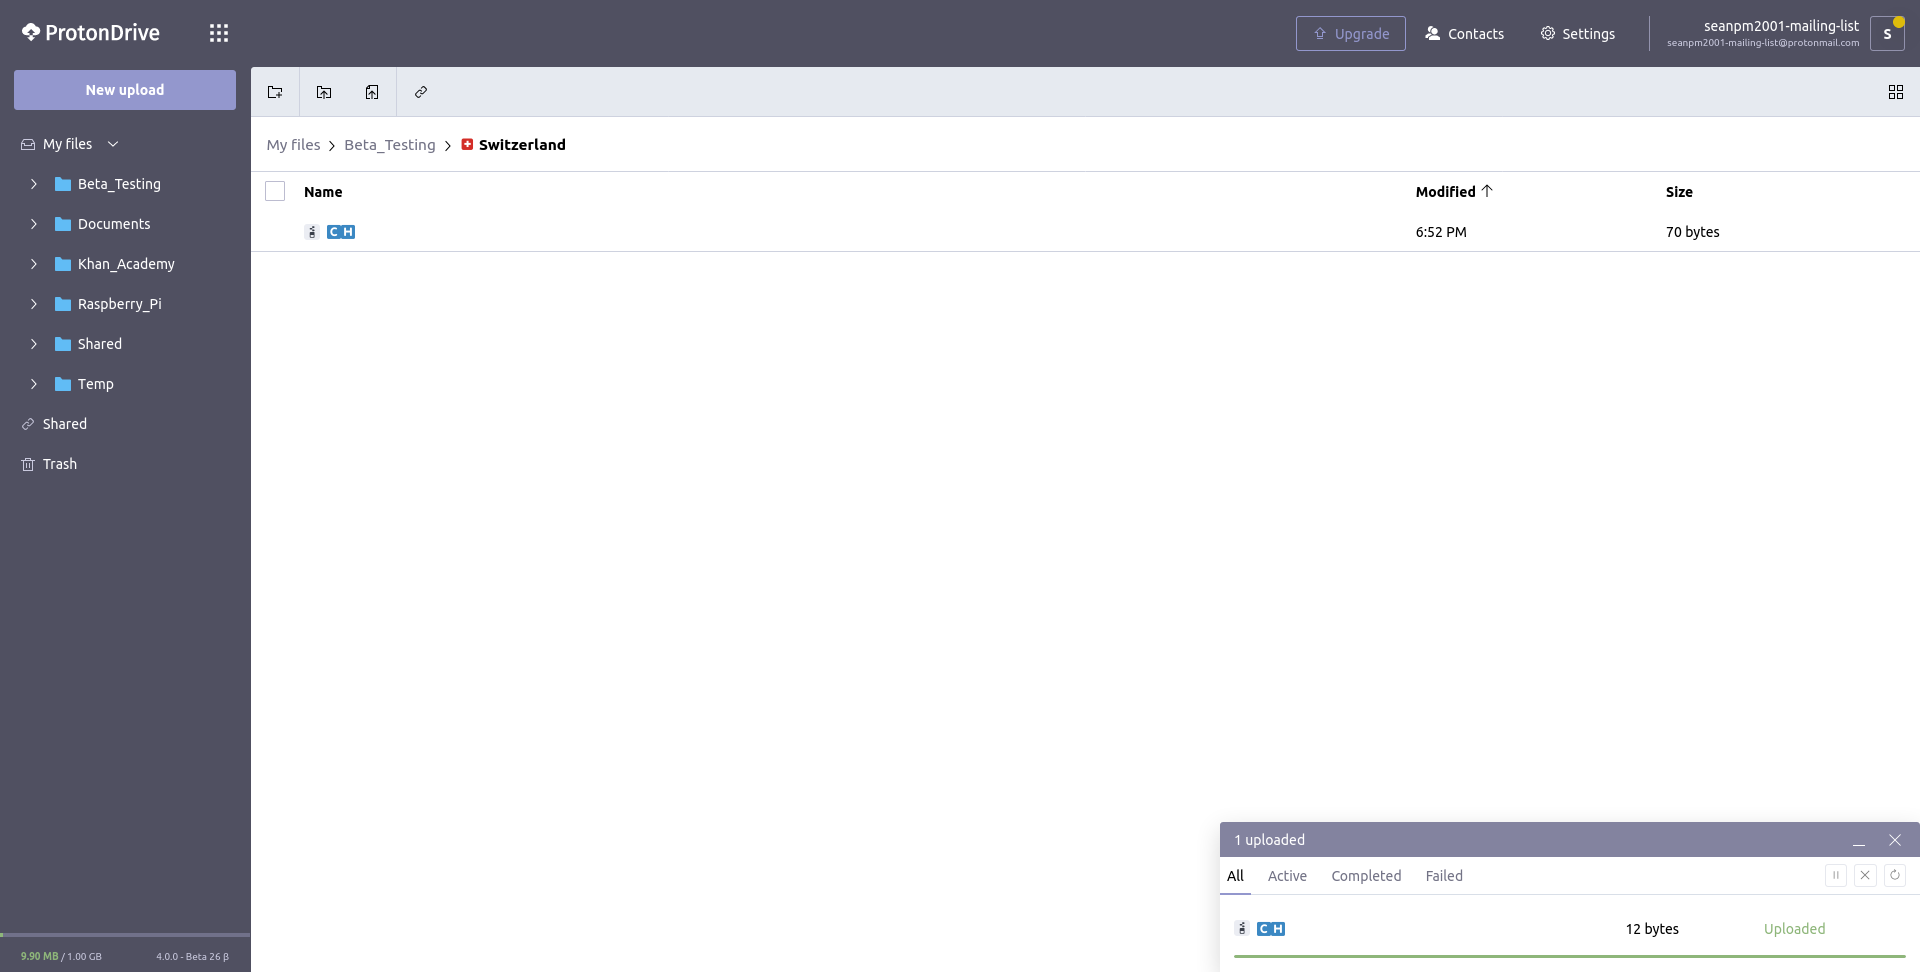 ProtonDrive
Upgrade
Contacts
Settings
seanpm2001-mailing-list
seanpm2001-mailing-list@protonmail.com
S
New upload
My files
Beta_Testing
Documents
Khan_Academy
Raspberry_Pi
Shared
Temp
Shared
Trash
9.90 MB / 1.00 GB
4.0.0 - Beta 26 β
My files > Beta_Testing > 🇨🇭 Switzerland
Name Modified Size
🇨​🇭 6:52 PM 70 bytes
1 uploaded
All Active Completed Failed
🇨​🇭 12 bytes Uploaded